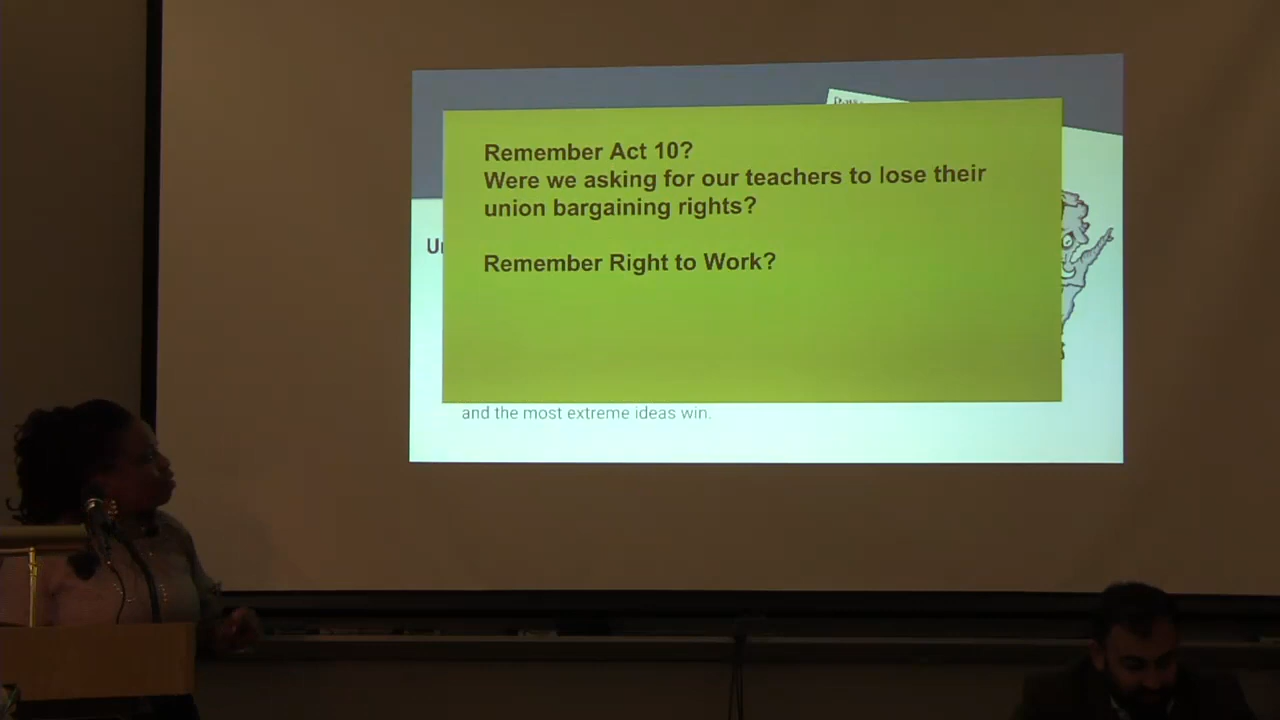 Remember Act 10?
Were we asking for our teachers to lose their
union bargaining rights?
Remember Right to Work?
and the most extreme ideas win.